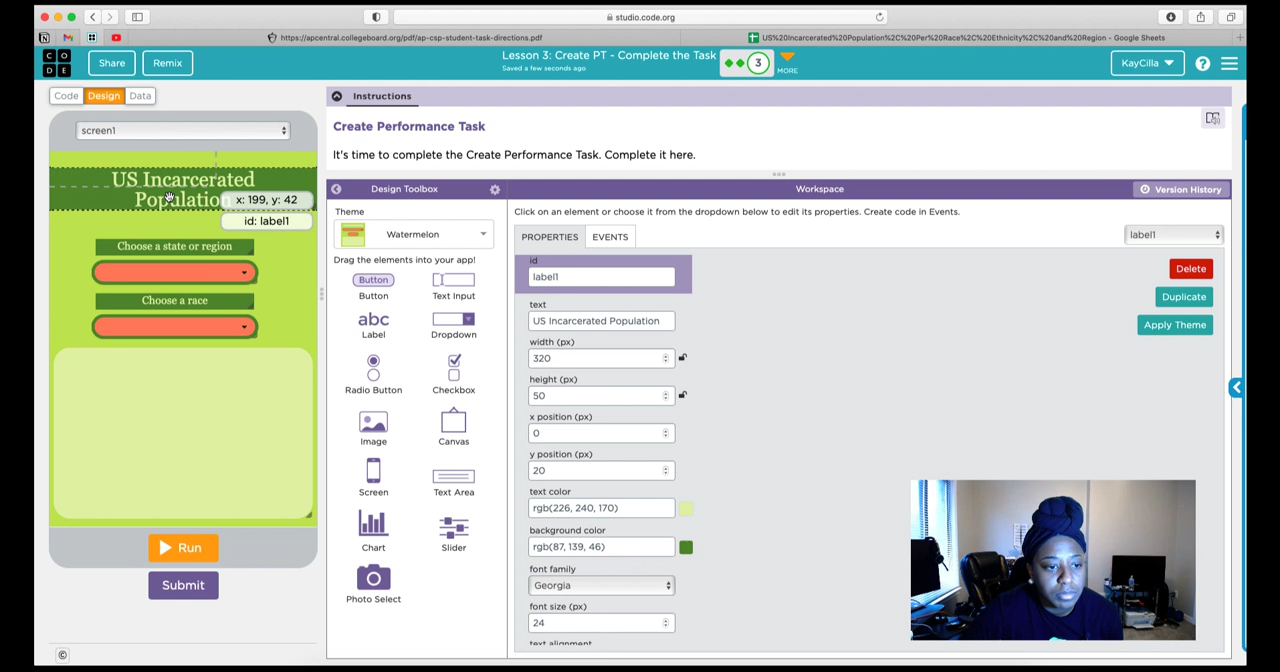 studio.code.org
https://apcentral.collegeboard.org/pdf/ap-csp-student-task-directions.pdf
US%20Incarcerated%20Population%2C%20Per%20Race%2C%20Ethnicity%2C%20and%20Region - Google Sheets
C O
D E
Share
Remix
Lesson 3: Create PT - Complete the Task
Saved a few seconds ago
3
MORE
KayCilla
?
Code
Design
Data
Instructions
screen1
Create Performance Task
It's time to complete the Create Performance Task. Complete it here.
US Incarcerated
Population
x: 199, y: 42
id: label1
Choose a state or region
Choose a race
Run
Submit
©
Design Toolbox
Workspace
Version History
Theme
Watermelon
Drag the elements into your app!
Button
Button
Text Input
abc
Label
Dropdown
Radio Button
Checkbox
Image
Canvas
Screen
Text Area
Chart
Slider
Photo Select
Click on an element or choose it from the dropdown below to edit its properties. Create code in Events.
PROPERTIES
EVENTS
label1
id
label1
Delete
Duplicate
Apply Theme
text
US Incarcerated Population
width (px)
320
height (px)
50
x position (px)
0
y position (px)
20
text color
rgb(226, 240, 170)
background color
rgb(87, 139, 46)
font family
Georgia
font size (px)
24
text alignment